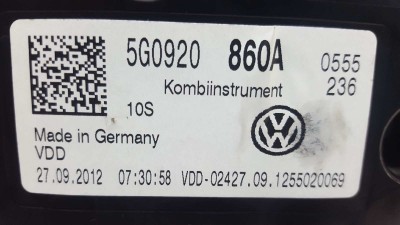 5G0920 860A 0555
Kombiinstrument 236
10S
Made in Germany
VDD
27.09.2012 07:30:58 VDD-02427.09.1255020069